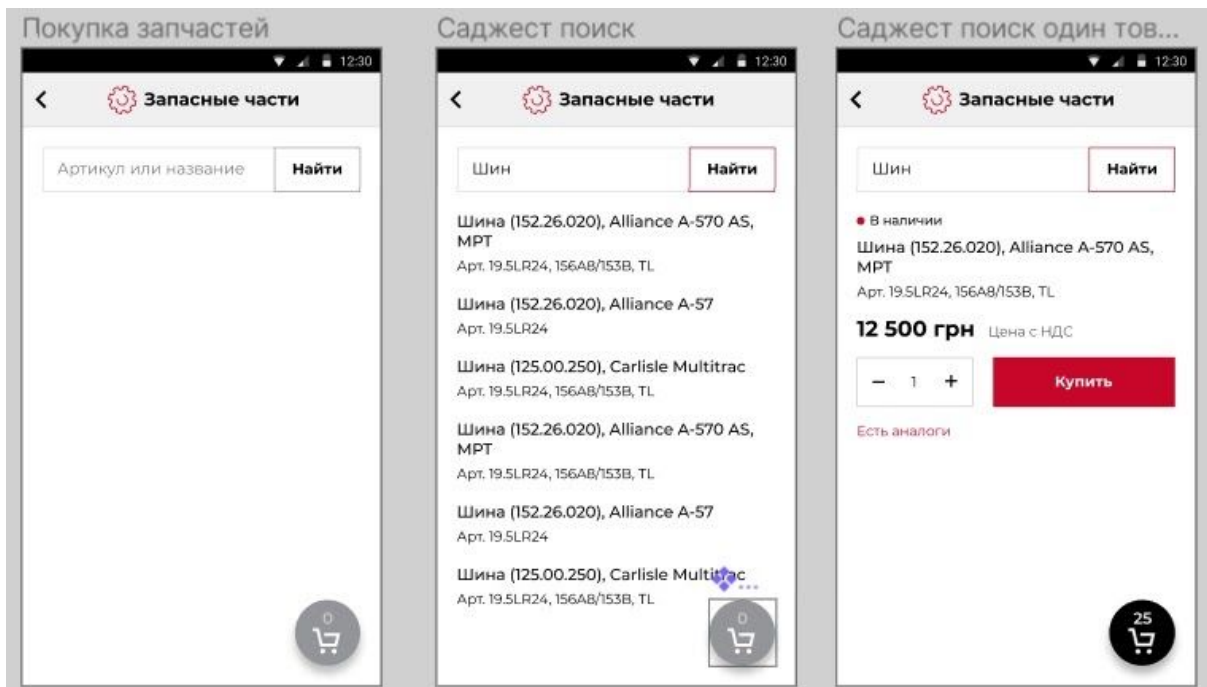 Покупка запчастей
12:30
Запасные части
Артикул или название
Найти
0
Саджест поиск
12:30
Запасные части
Шин
Найти
Шина (152.26.020), Alliance A-570 AS,
МРТ
Арт. 19.5LR24, 156A8/153B, TL
Шина (152.26.020), Alliance A-57
Арт. 19.5LR24
Шина (125.00.250), Carlisle Multitrac
Арт. 19.5LR24, 156A8/153B, TL
Шина (152.26.020), Alliance A-570 AS,
МРТ
Арт. 19.5LR24, 156A8/153B, TL
Шина (152.26.020), Alliance A-57
Арт. 19.5LR24
Шина (125.00.250), Carlisle Multitrac
Арт. 19.5LR24, 156A8/153B, TL
0
Саджест поиск один тов...
12:30
Запасные части
Шин
Найти
В наличии
Шина (152.26.020), Alliance A-570 AS,
МРТ
Арт. 19.5LR24, 156A8/153B, TL
12 500 грн Цена с НДС
– 1 + Купить
Есть аналоги
25